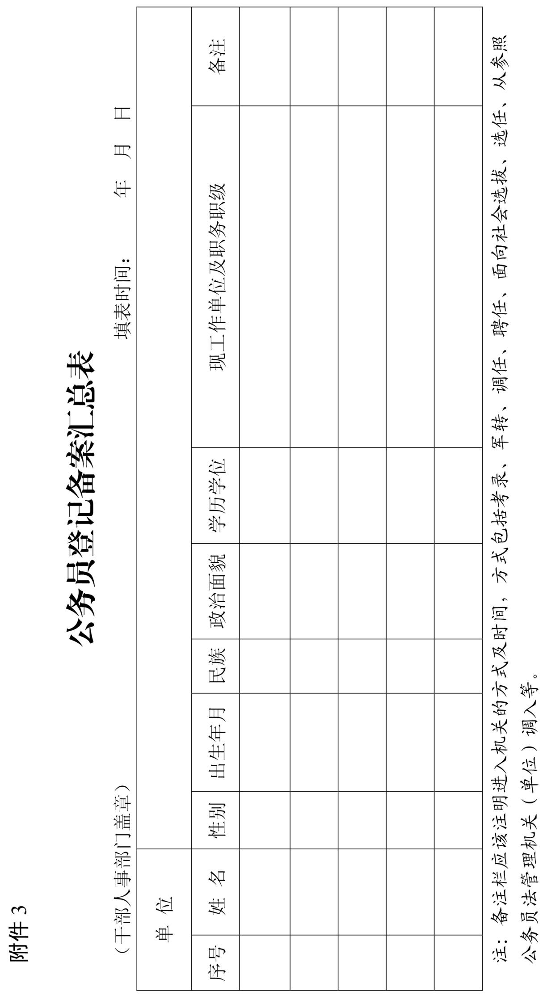 附件 3
公务员登记备案汇总表
（干部人事部门盖章） 填表时间： 年 月 日
单 位
序号 姓 名 性别 出生年月 民族 政治面貌 学历学位 现工作单位及职务职级 备注
注：备注栏应该注明进入机关的方式及时间，方式包括考录、军转、调任、聘任、面向社会选拔、选任、从参照
公务员法管理机关（单位）调入等。